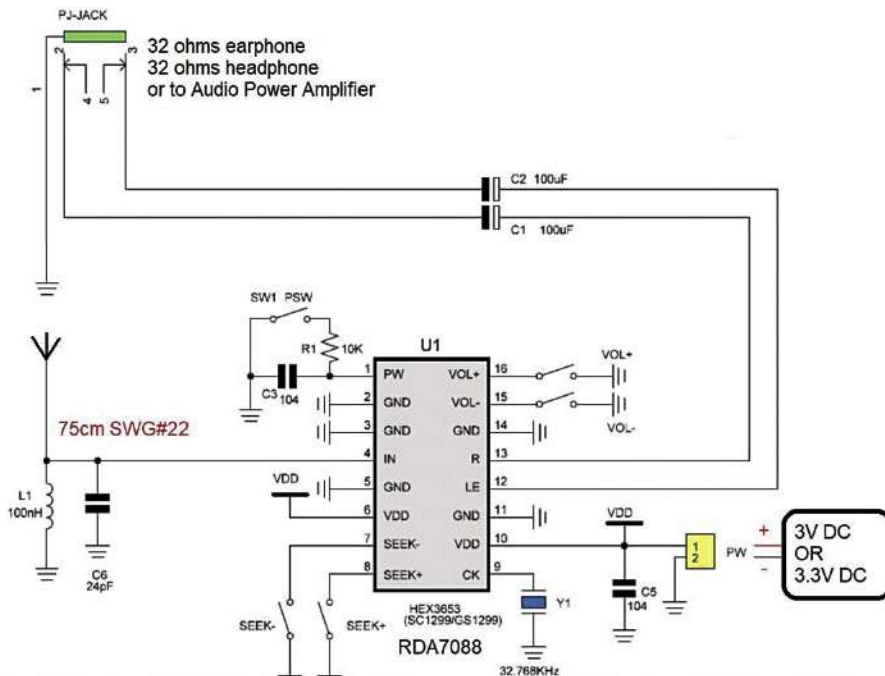 PJ-JACK
2
3
32 ohms earphone
32 ohms headphone
or to Audio Power Amplifier
1
4
5
C2 100uF
C1 100uF
SW1 PSW
R1
10K
U1
C3
104
1
PW
VOL+
16
VOL+
2
GND
VOL-
15
VOL-
3
GND
GND
14
75cm SWG#22
4
IN
R
13
L1
100nH
VDD
5
GND
LE
12
6
VDD
GND
11
VDD
7
SEEK-
VDD
10
1
2
PW
+
-
3V DC
OR
3.3V DC
8
SEEK+
CK
9
C6
24pF
C5
104
Y1
SEEK-
SEEK+
HEX3653
(SC1299/GS1299)
RDA7088
32.768KHz